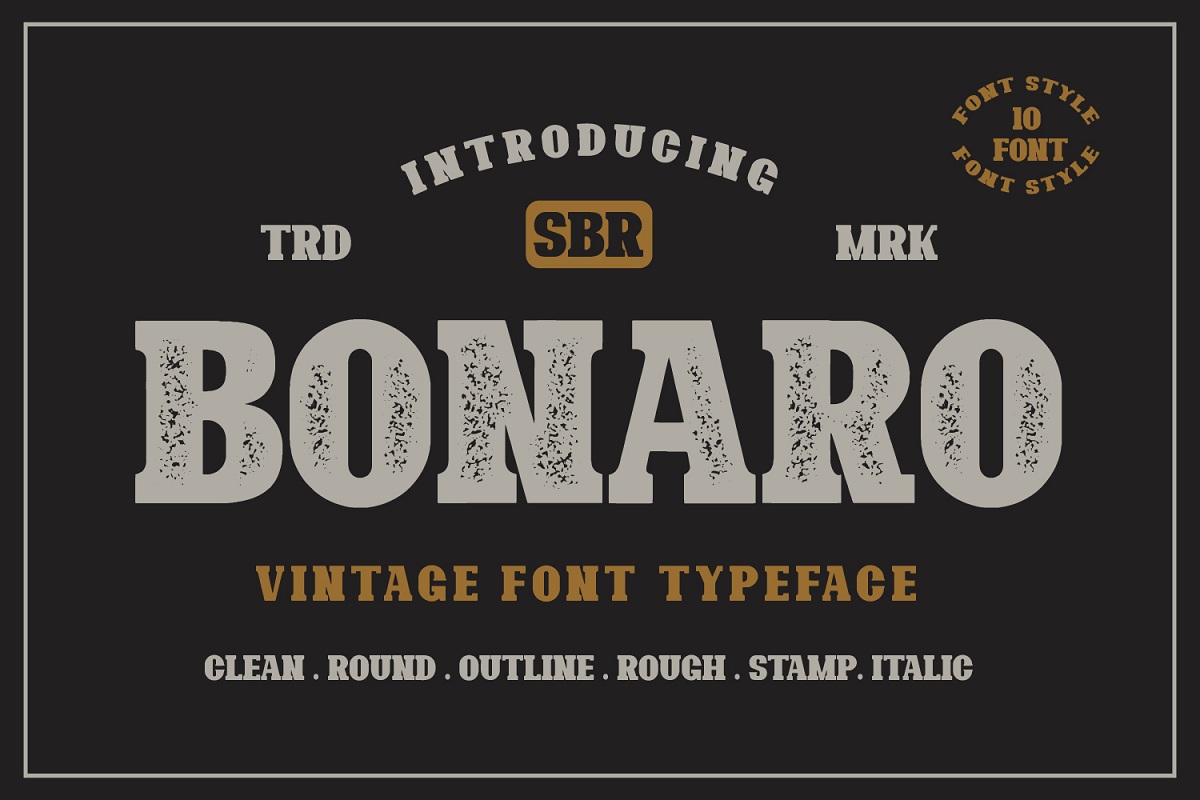 FONT STYLE
10
FONT
FONT STYLE
INTRODUCING
TRD SBR MRK
BONARO
VINTAGE FONT TYPEFACE
CLEAN . ROUND . OUTLINE . ROUGH . STAMP. ITALIC